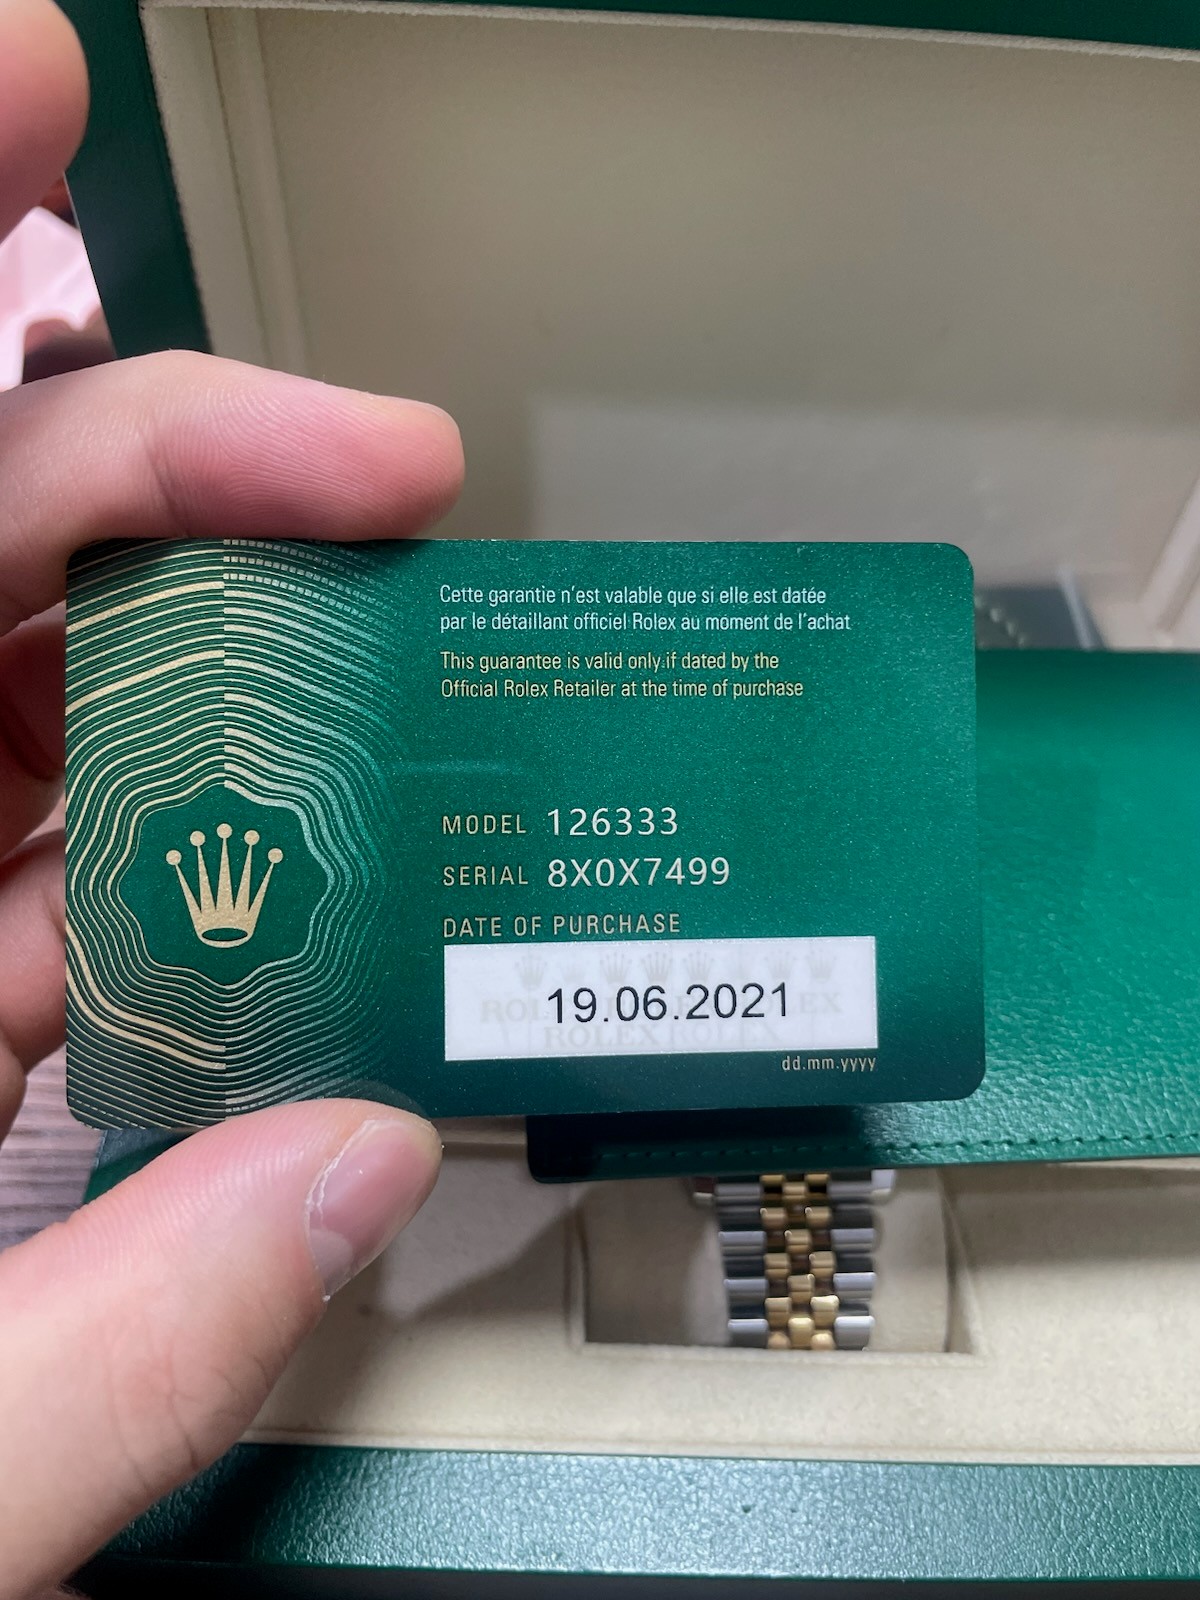 Cette garantie n'est valable que si elle est datée
par le détaillant officiel Rolex au moment de l'achat
This guarantee is valid only if dated by the
Official Rolex Retailer at the time of purchase
MODEL 126333
SERIAL 8X0X7499
DATE OF PURCHASE
19.06.2021
ROLEX ROLEX
dd.mm.yyyy